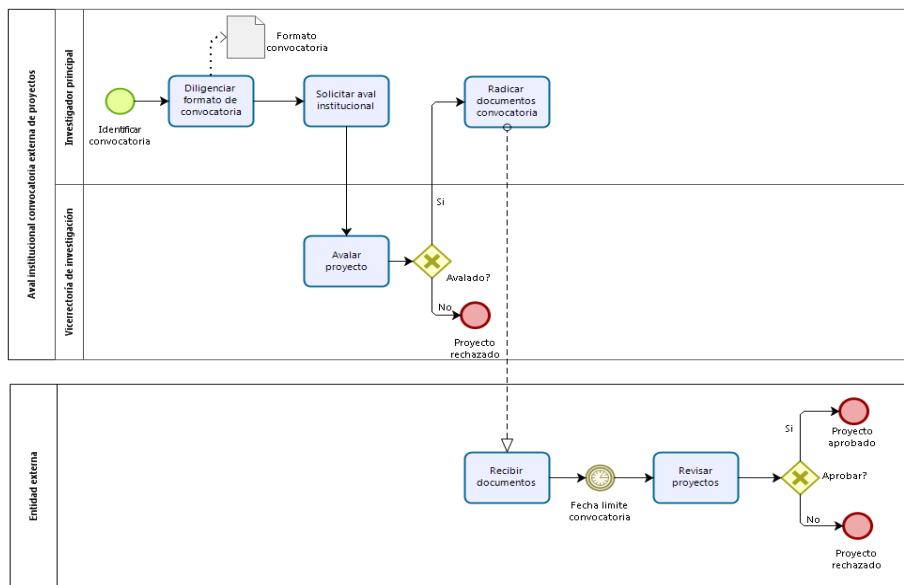 Aval institucional convocatoria externa de proyectos
Investigador principal
Identificar
convocatoria
Diligenciar
formato de
convocatoria
Formato
convocatoria
Solicitar aval
institucional
Radicar
documentos
convocatoria
Vicerrectoría de investigación
Avalar
proyecto
Si
Avalado?
No
Proyecto
rechazado
Entidad externa
Recibir
documentos
Fecha limite
convocatoria
Revisar
proyectos
Si
Aprobar?
No
Proyecto
aprobado
Proyecto
rechazado